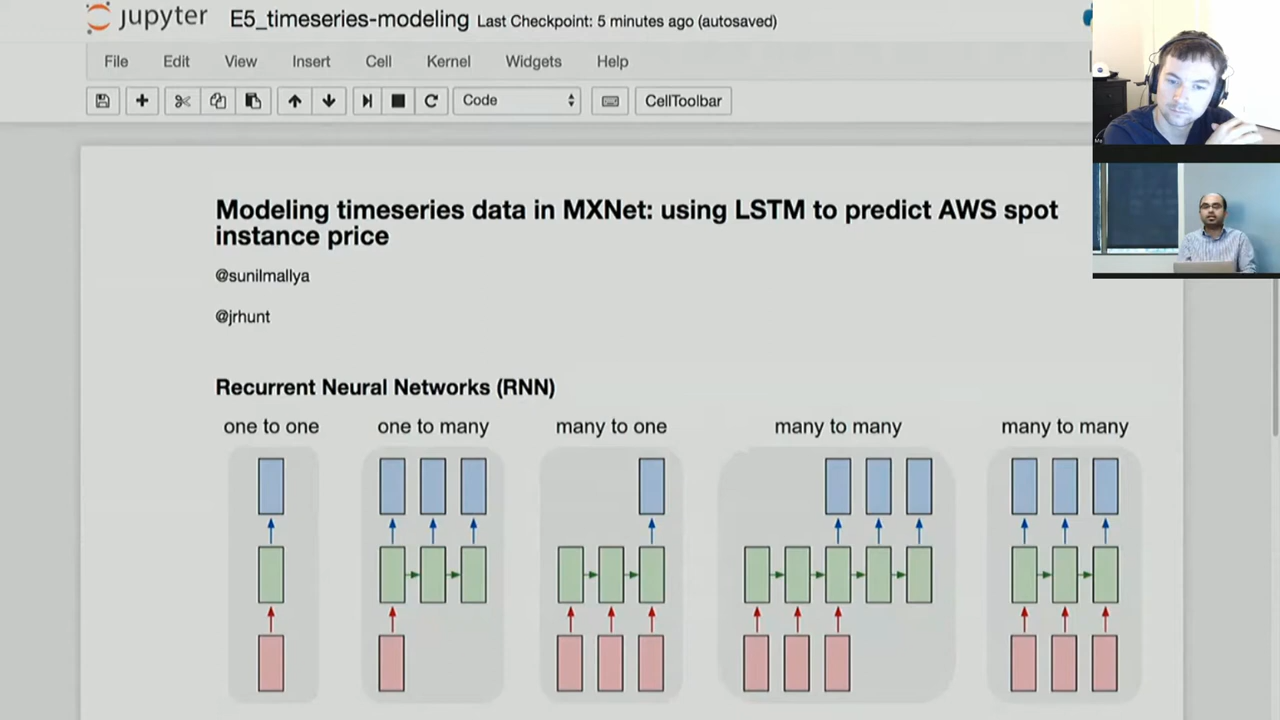 jupyter E5_timeseries-modeling Last Checkpoint: 5 minutes ago (autosaved)
File Edit View Insert Cell Kernel Widgets Help
Code CellToolbar
Modeling timeseries data in MXNet: using LSTM to predict AWS spot
instance price
@sunilmallya
@jrhunt
Recurrent Neural Networks (RNN)
one to one one to many many to one many to many many to many